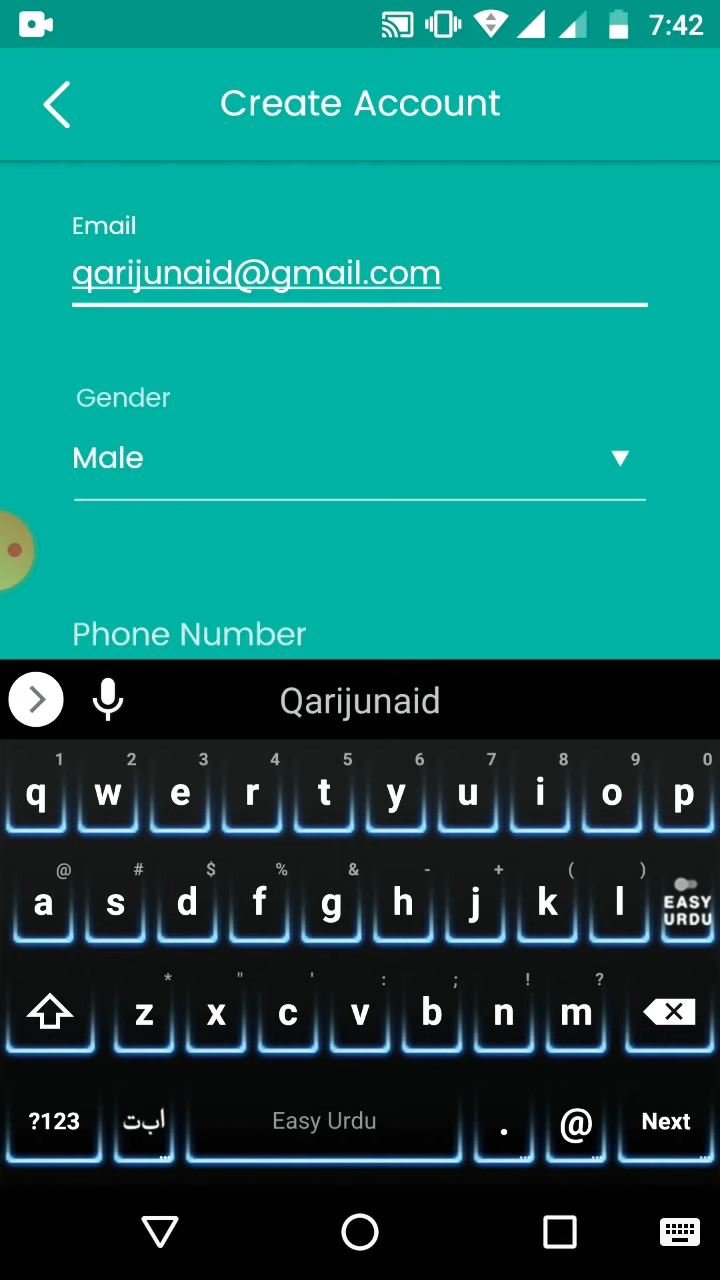 7:42
Create Account
Email
qarijunaid@gmail.com
Gender
Male
Phone Number
Qarijunaid
1 2 3 4 5 6 7 8 9 0
q w e r t y u i o p
@ # $ % & - + ( )
a s d f g h j k l EASY URDU
* " ' : ; ! ?
z x c v b n m
?123 ابت Easy Urdu . @ Next